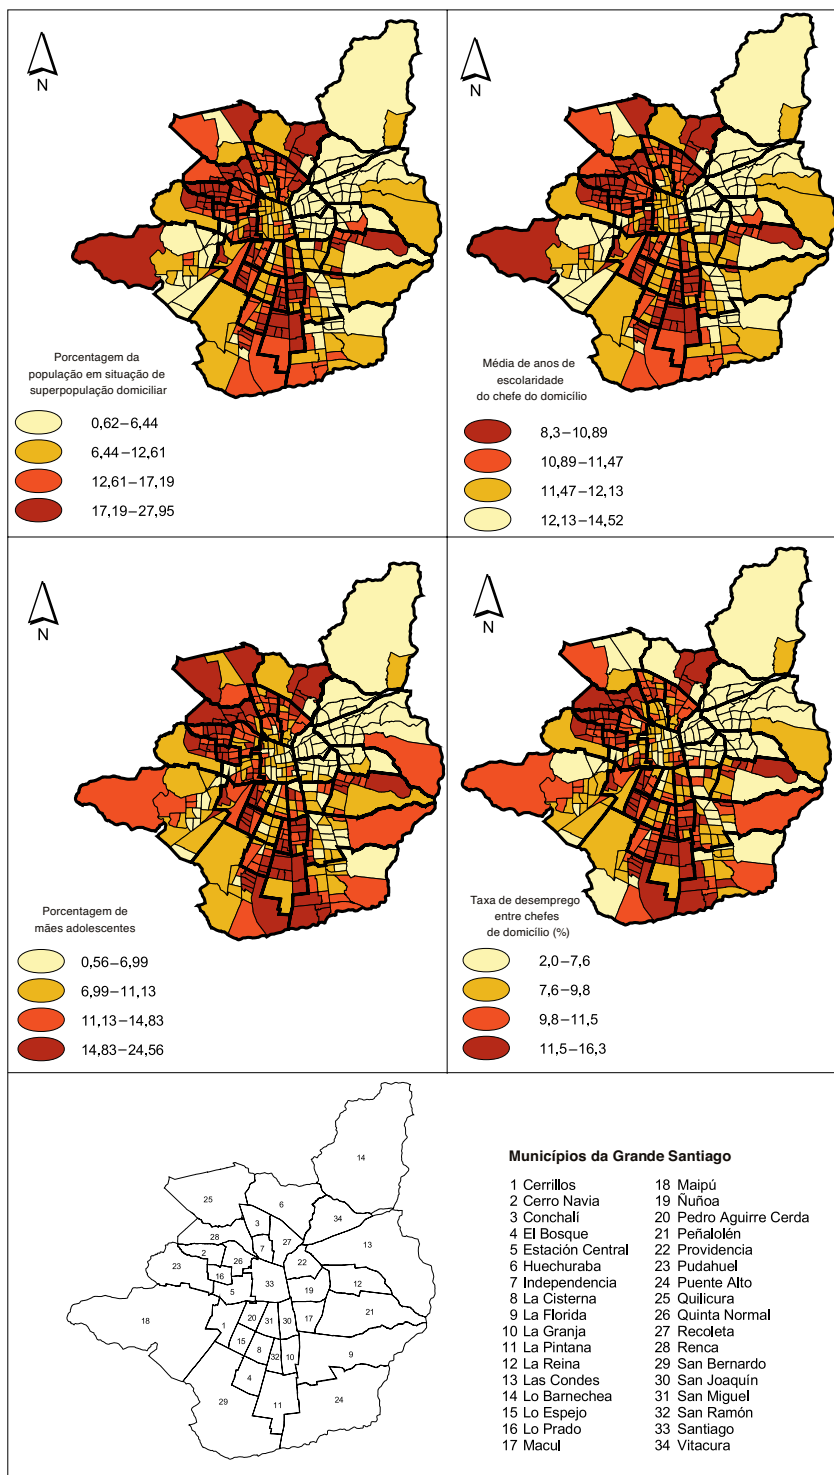 N
Porcentagem da
população em situação de
superpopulação domiciliar
0,62–6,44
6,44–12,61
12,61–17,19
17,19–27,95
N
Média de anos de
escolaridade
do chefe do domicílio
8,3–10,89
10,89–11,47
11,47–12,13
12,13–14,52
N
Porcentagem de
mães adolescentes
0,56–6,99
6,99–11,13
11,13–14,83
14,83–24,56
N
Taxa de desemprego
entre chefes
de domicílio (%)
2,0–7,6
7,6–9,8
9,8–11,5
11,5–16,3
14
25
6
34
3
27
28
7
13
2
26
22
23
16
12
5
33
19
21
18
1
20
31
30
17
15
8
32
10
9
4
29
11
24
Municípios da Grande Santiago
1 Cerrillos
2 Cerro Navia
3 Conchalí
4 El Bosque
5 Estación Central
6 Huechuraba
7 Independencia
8 La Cisterna
9 La Florida
10 La Granja
11 La Pintana
12 La Reina
13 Las Condes
14 Lo Barnechea
15 Lo Espejo
16 Lo Prado
17 Macul
18 Maipú
19 Ñuñoa
20 Pedro Aguirre Cerda
21 Peñalolén
22 Providencia
23 Pudahuel
24 Puente Alto
25 Quilicura
26 Quinta Normal
27 Recoleta
28 Renca
29 San Bernardo
30 San Joaquín
31 San Miguel
32 San Ramón
33 Santiago
34 Vitacura